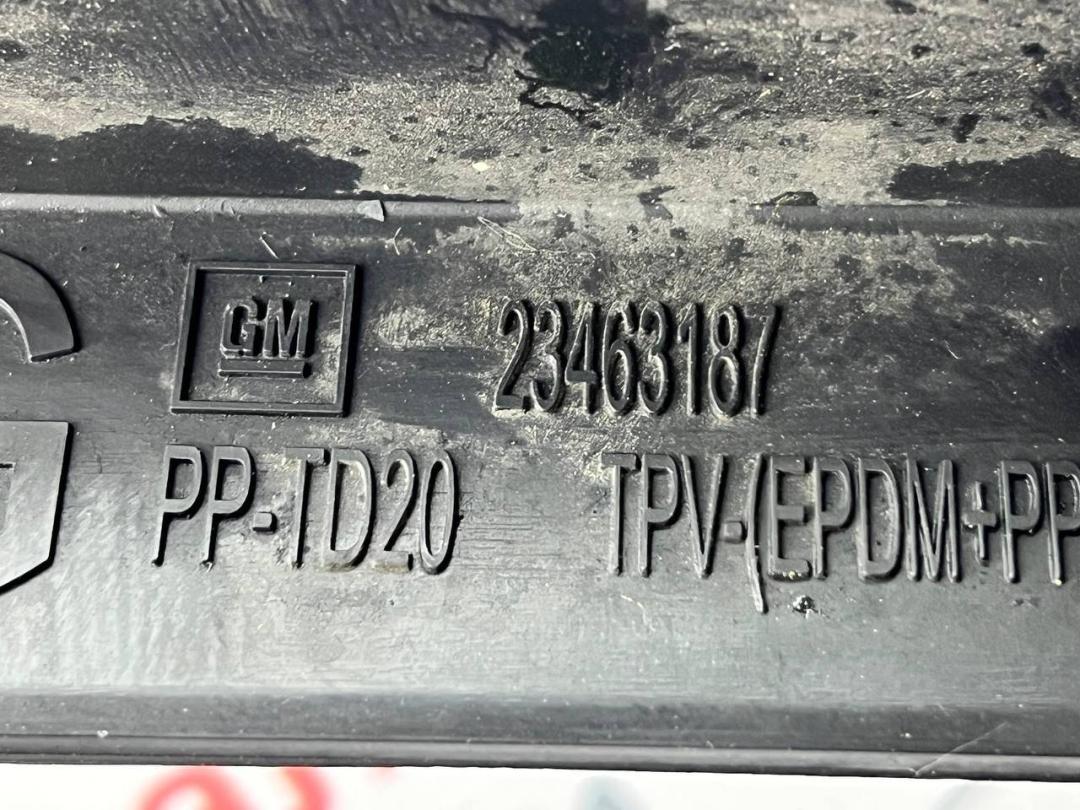 GM
23463187
PP-TD20
TPV-(EPDM+PP